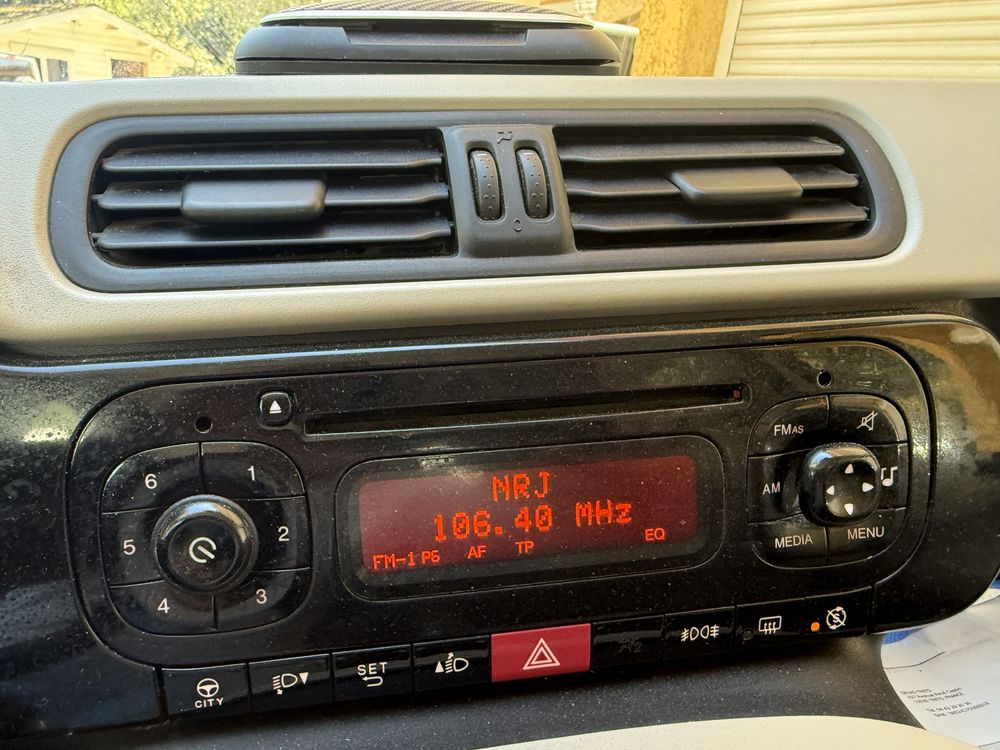 6
1
5
2
4
3
NRJ
106.40 MHz
FM-1 P6 AF TP EQ
FMAS
AM
MEDIA
MENU
CITY
SET